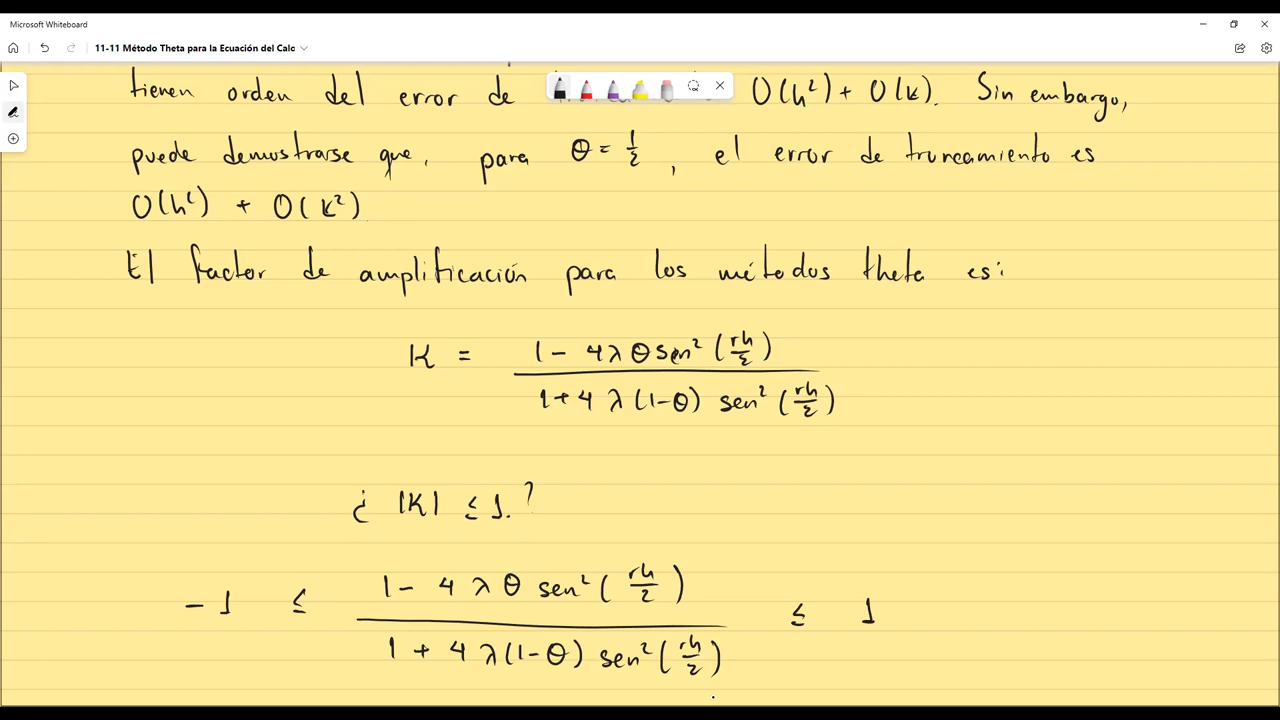 Microsoft Whiteboard
11-11 Método Theta para la Ecuación del Calc
tienen orden del error de O(h²) + O(k). Sin embargo,
puede demostrarse que, para θ = 1/2, el error de truncamiento es
O(h²) + O(k²)
El factor de amplificación para los métodos theta es:
K = (1 - 4λθ sen²(rh/2)) / (1 + 4λ(1-θ) sen²(rh/2))
¿ |K| ≤ 1.?
-1 ≤ (1 - 4λθ sen²(rh/2)) / (1 + 4λ(1-θ) sen²(rh/2)) ≤ 1